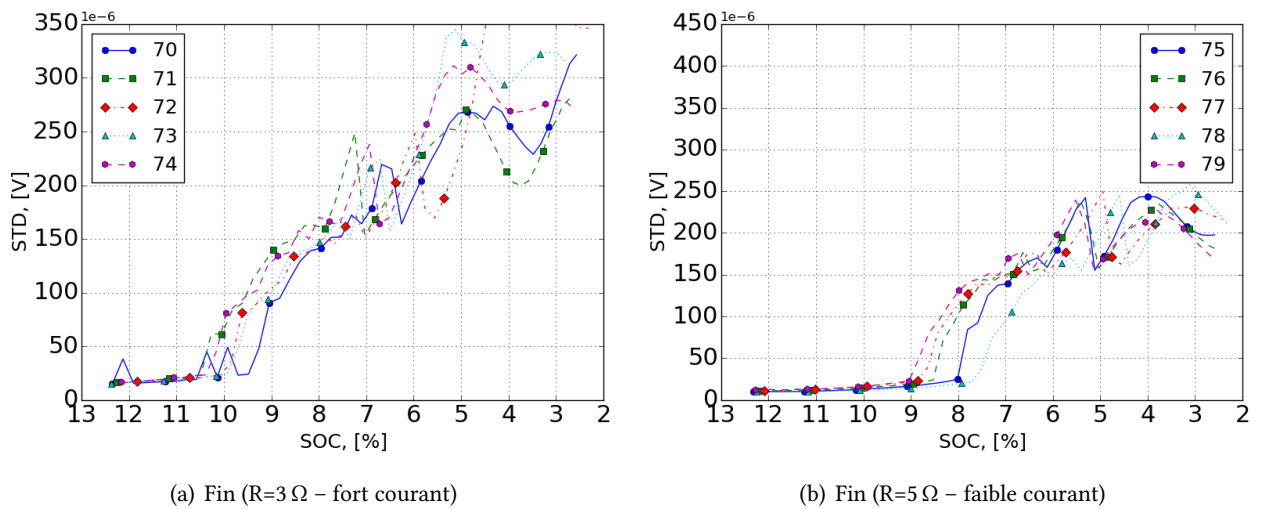 1e−6
350
300
250
200
150
100
50
0
STD, [V]
70
71
72
73
74
13 12 11 10 9 8 7 6 5 4 3 2
SOC, [%]
(a) Fin (R=3 Ω – fort courant)
1e−6
450
400
350
300
250
200
150
100
50
0
STD, [V]
75
76
77
78
79
13 12 11 10 9 8 7 6 5 4 3 2
SOC, [%]
(b) Fin (R=5 Ω – faible courant)